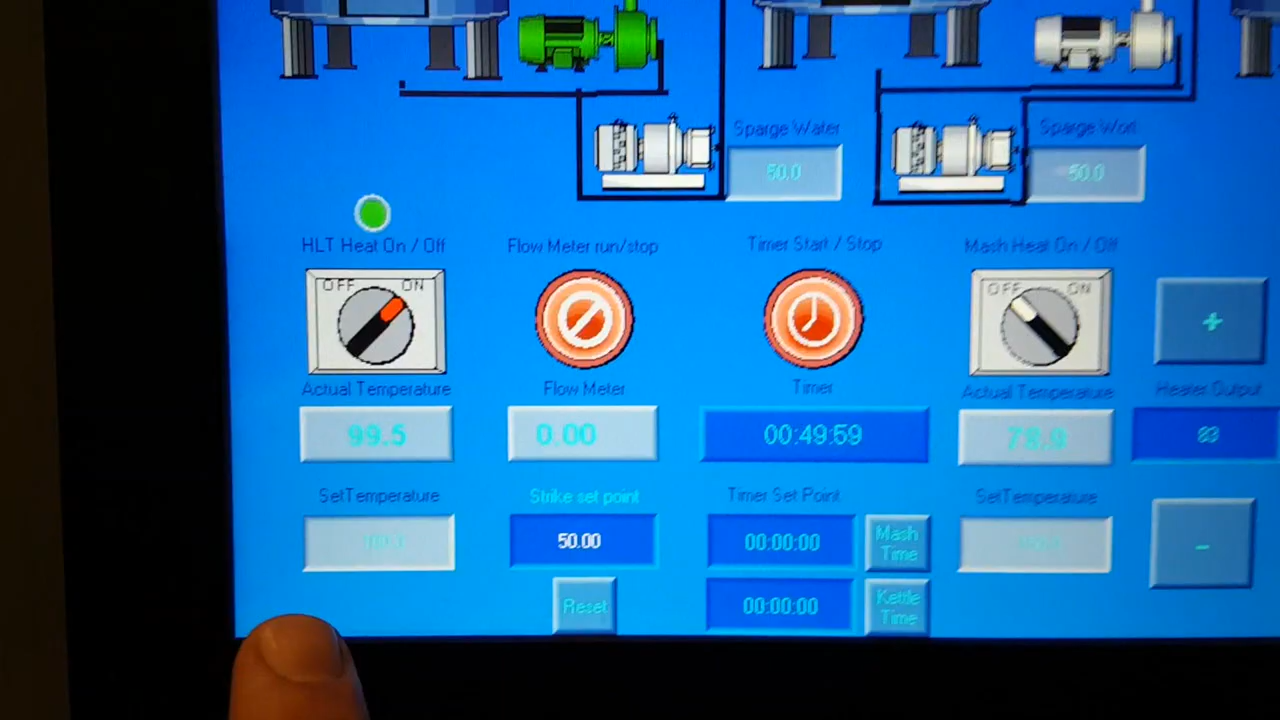 Sparge Water
Sparge Wort
50.0
50.0
HLT Heat On / Off
Flow Meter run/stop
Timer Start / Stop
Mash Heat On / Off
OFF ON
OFF ON
+
Actual Temperature
Flow Meter
Timer
Actual Temperature
Heater Output
99.5
0.00
00:49:59
83
SetTemperature
Strike set point
Timer Set Point
SetTemperature
50.00
00:00:00
Mash
Time
-
Reset
00:00:00
Kettle
Time